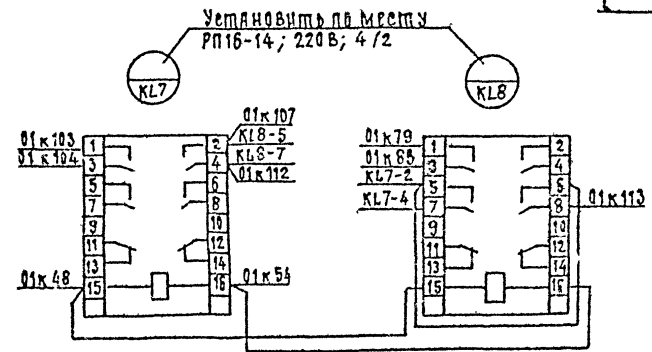 Установить по месту
РП16-14; 220В; 4/2
KL7
KL8
01к103
01к104
01к48
1
3
5
7
9
11
13
15
2
4
6
8
10
12
14
16
01к107
KL8-5
KL8-7
01к112
01к54
01к79
01к83
KL7-2
KL7-4
1
3
5
7
9
11
13
15
2
4
6
8
10
12
14
16
01к113